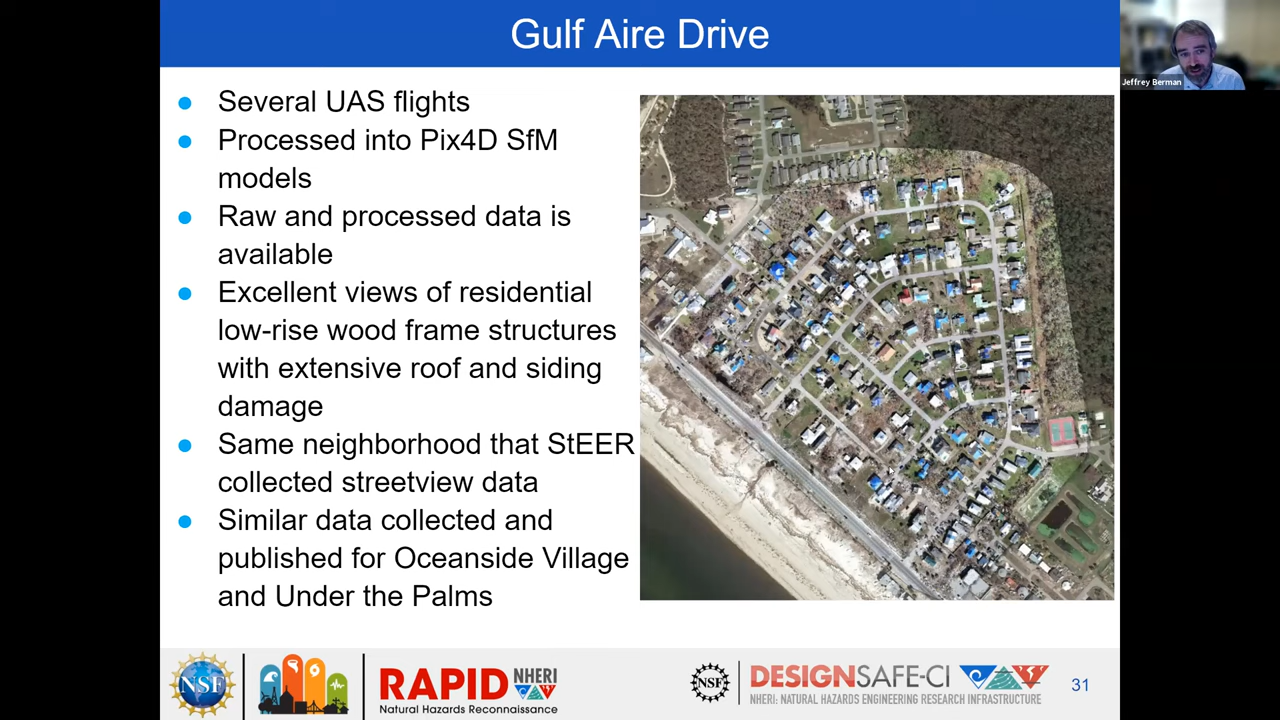 Gulf Aire Drive
Jeffrey Berman
Several UAS flights
Processed into Pix4D SfM
models
Raw and processed data is
available
Excellent views of residential
low-rise wood frame structures
with extensive roof and siding
damage
Same neighborhood that StEER
collected streetview data
Similar data collected and
published for Oceanside Village
and Under the Palms
NSF
RAPID NHERI
Natural Hazards Reconnaissance
NSF
DESIGNSAFE-CI
NHERI: NATURAL HAZARDS ENGINEERING RESEARCH INFRASTRUCTURE
31